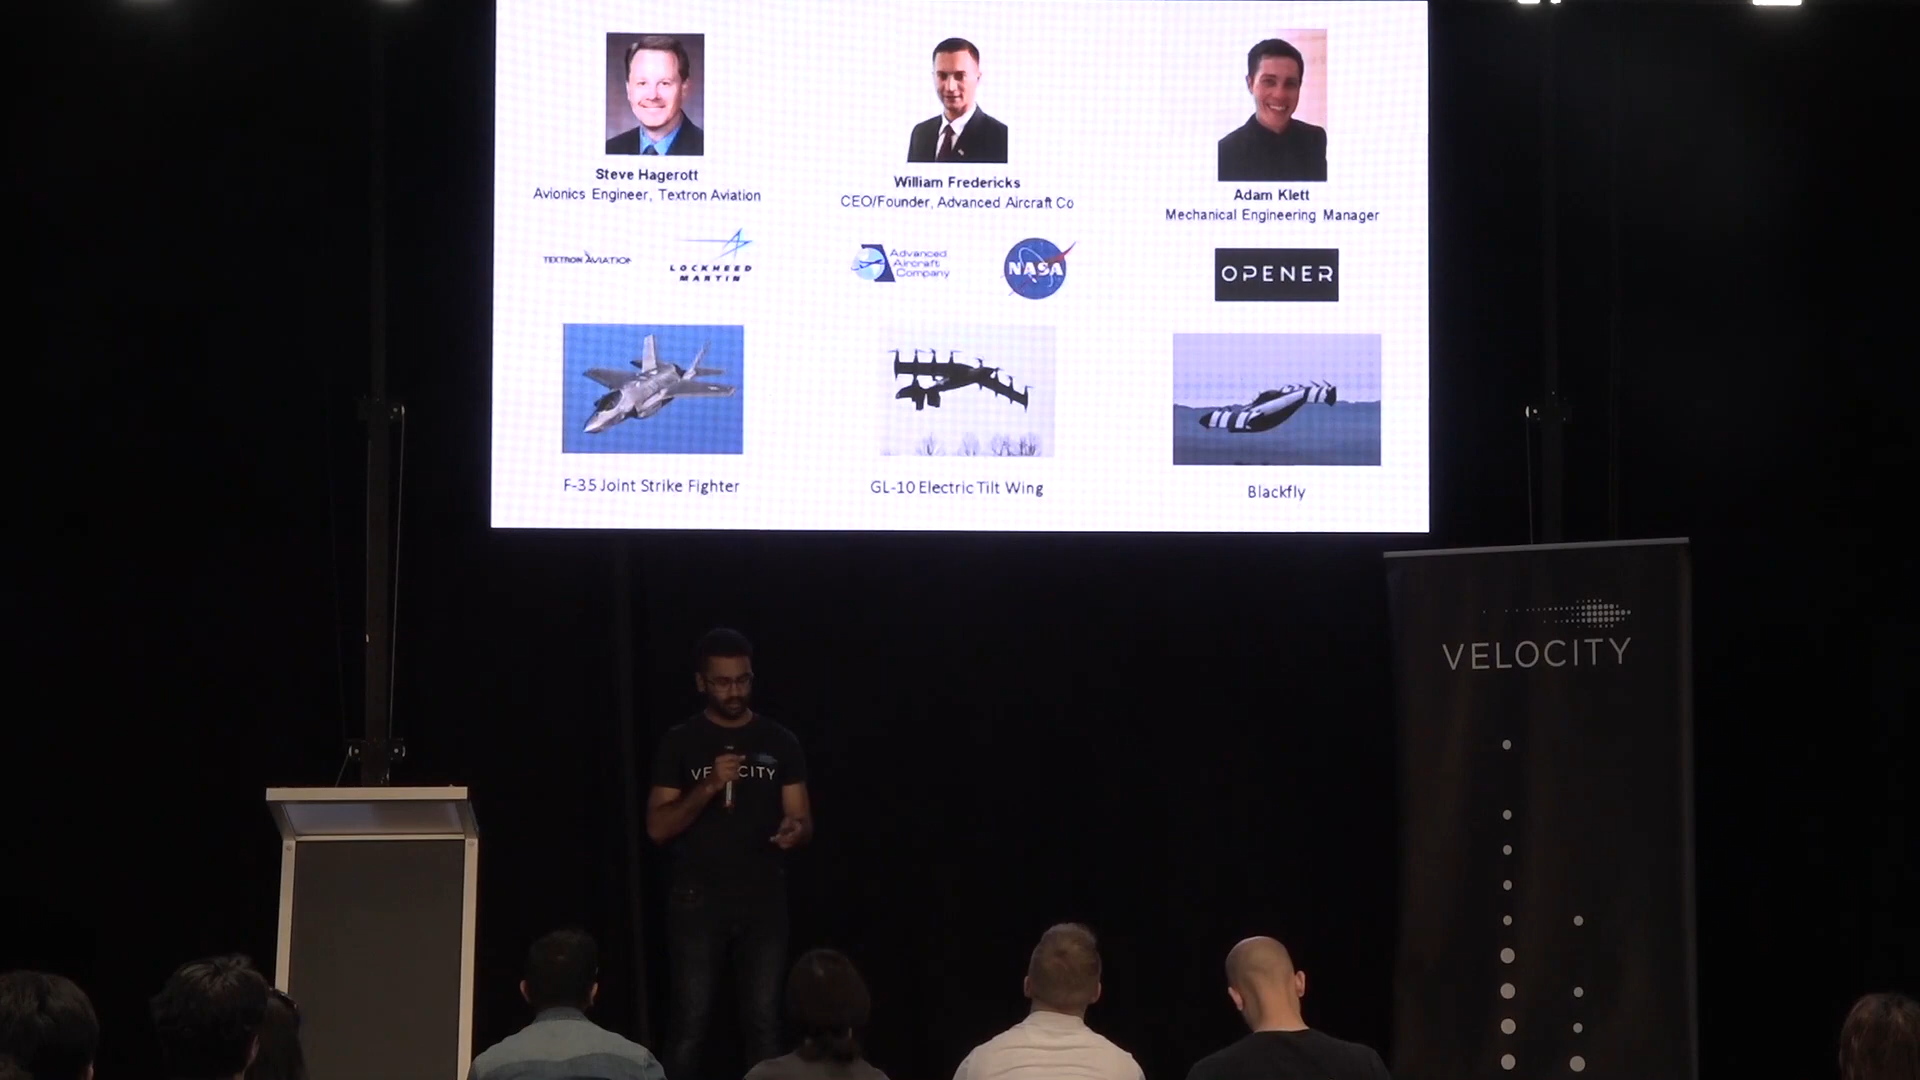 Steve Hagerott
Avionics Engineer, Textron Aviation
TEXTRON AVIATION
LOCKHEED
MARTIN
F-35 Joint Strike Fighter
William Fredericks
CEO/Founder, Advanced Aircraft Co
Advanced
Aircraft
Company
NASA
GL-10 Electric Tilt Wing
Adam Klett
Mechanical Engineering Manager
OPENER
Blackfly
VELOCITY
VE CITY